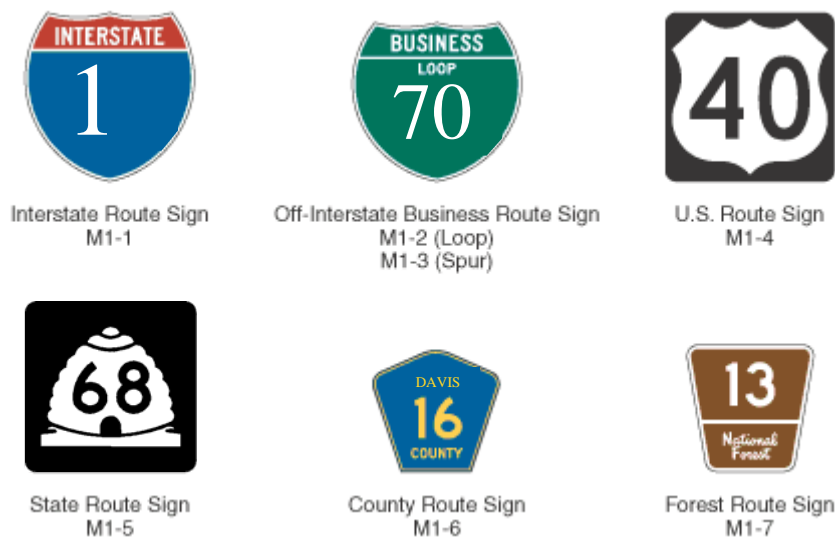 INTERSTATE
1
Interstate Route Sign
M1-1
BUSINESS
LOOP
70
Off-Interstate Business Route Sign
M1-2 (Loop)
M1-3 (Spur)
40
U.S. Route Sign
M1-4
68
State Route Sign
M1-5
DAVIS
16
COUNTY
County Route Sign
M1-6
13
National
Forest
Forest Route Sign
M1-7